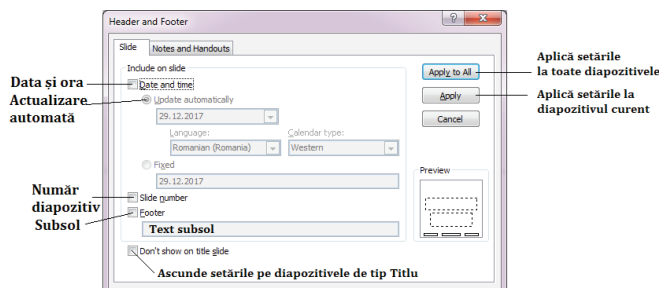 Header and Footer
Slide
Notes and Handouts
Include on slide
Date and time
Update automatically
29.12.2017
Language:
Calendar type:
Romanian (Romania)
Western
Fixed
29.12.2017
Slide number
Footer
Text subsol
Don't show on title slide
Ascunde setările pe diapozitivele de tip Titlu
Apply to All
Apply
Cancel
Preview
Data și ora
Actualizare
automată
Număr
diapozitiv
Subsol
Aplică setările
la toate diapozitivele
Aplică setările la
diapozitivul curent